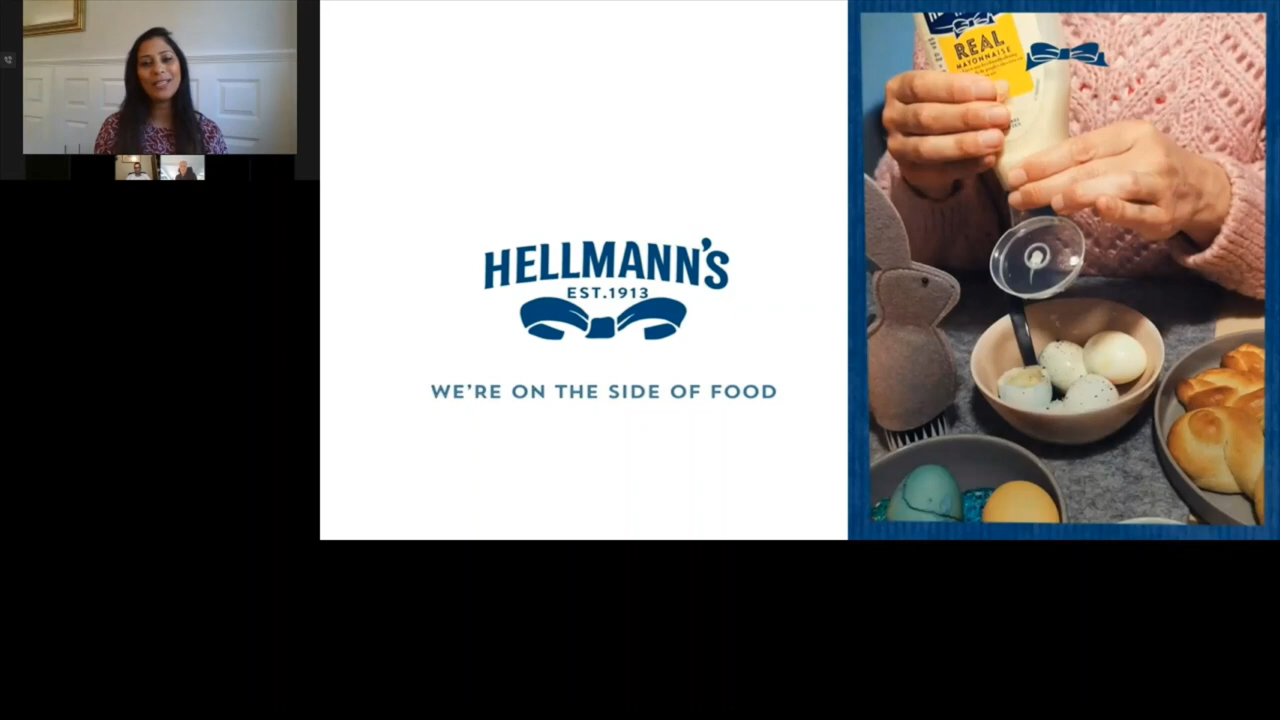 HELLMANN'S
EST.1913
WE'RE ON THE SIDE OF FOOD
REAL
MAYONNAISE